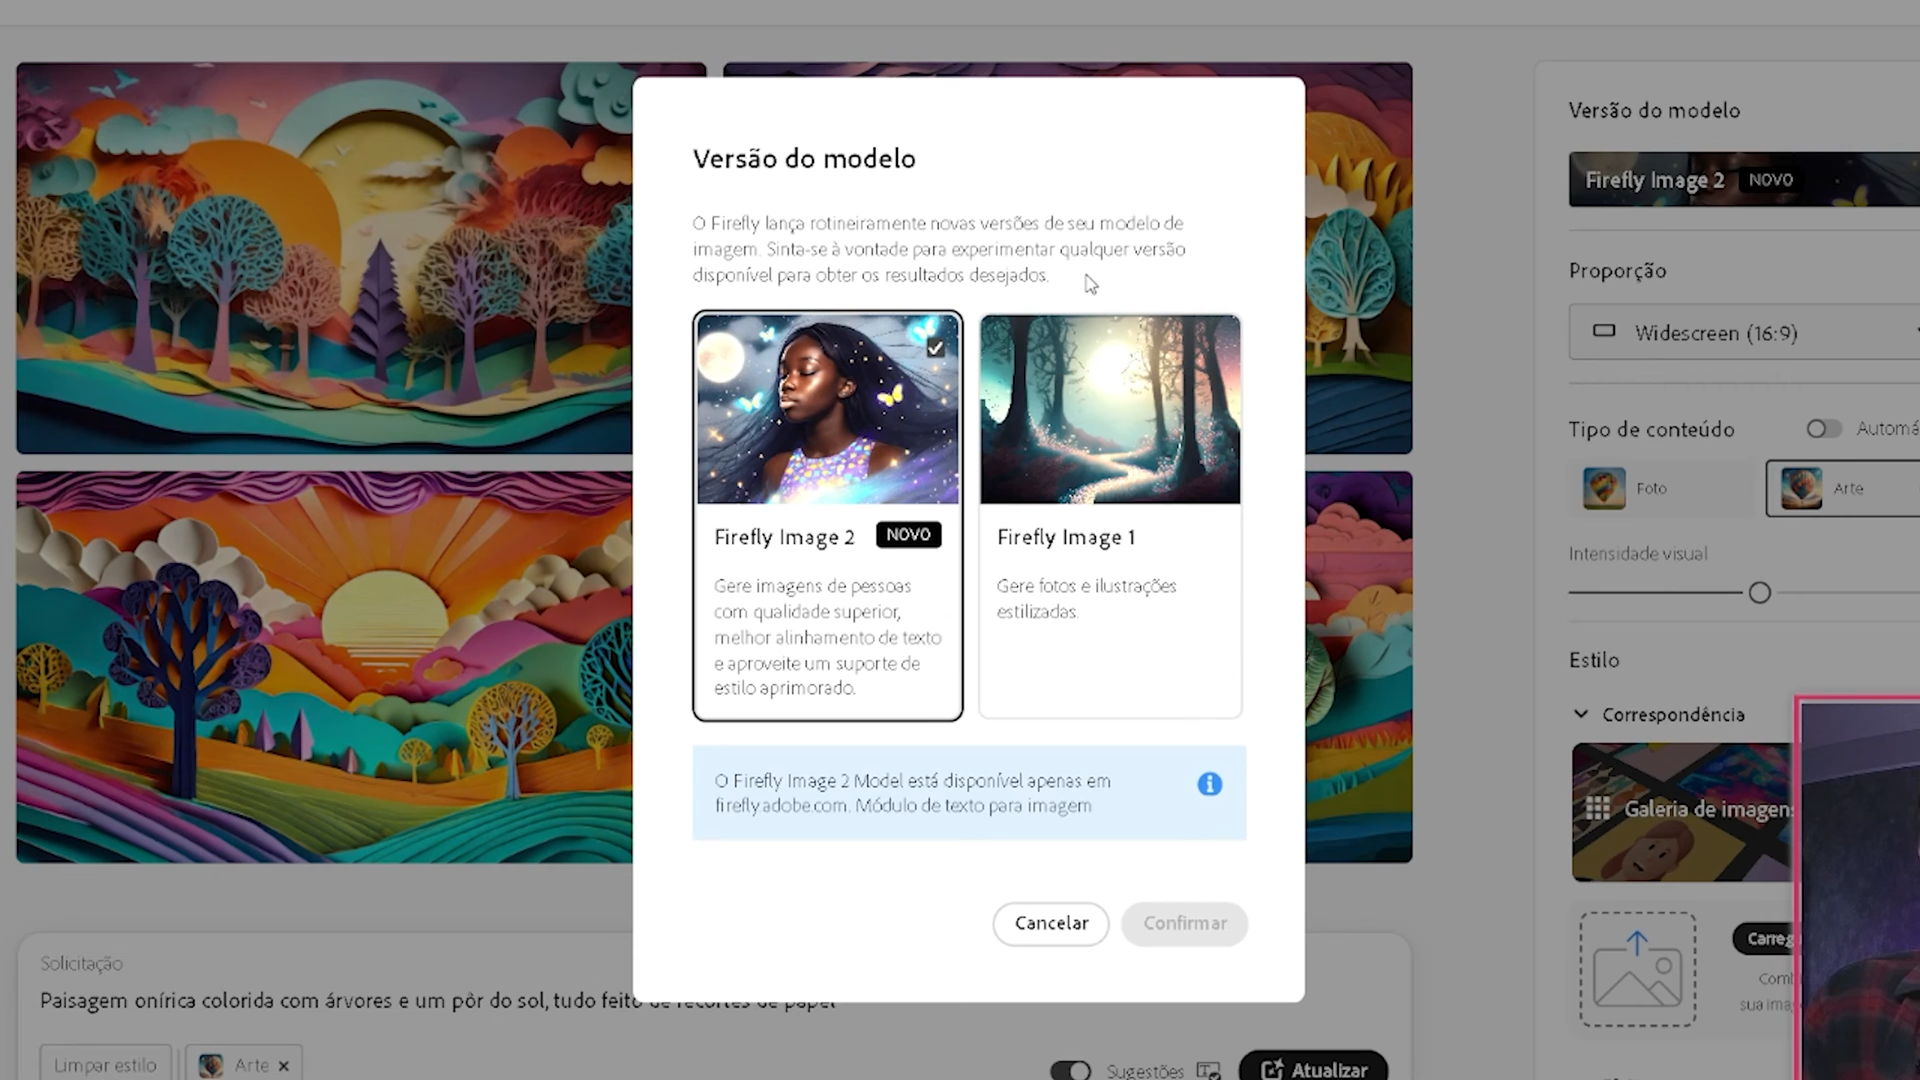 Versão do modelo
O Firefly lança rotineiramente novas versões de seu modelo de
imagem. Sinta-se à vontade para experimentar qualquer versão
disponível para obter os resultados desejados.
Firefly Image 2 NOVO
Gere imagens de pessoas
com qualidade superior,
melhor alinhamento de texto
e aproveite um suporte de
estilo aprimorado.
Firefly Image 1
Gere fotos e ilustrações
estilizadas.
O Firefly Image 2 Model está disponível apenas em
firefly.adobe.com. Módulo de texto para imagem
Cancelar
Confirmar
Solicitação
Paisagem onírica colorida com árvores e um pôr do sol, tudo feito de recortes de papel
Limpar estilo
Arte
Sugestões
Atualizar
Versão do modelo
Firefly Image 2 NOVO
Proporção
Widescreen (16:9)
Tipo de conteúdo
Foto
Arte
Intensidade visual
Estilo
Correspondência
Galeria de imagens